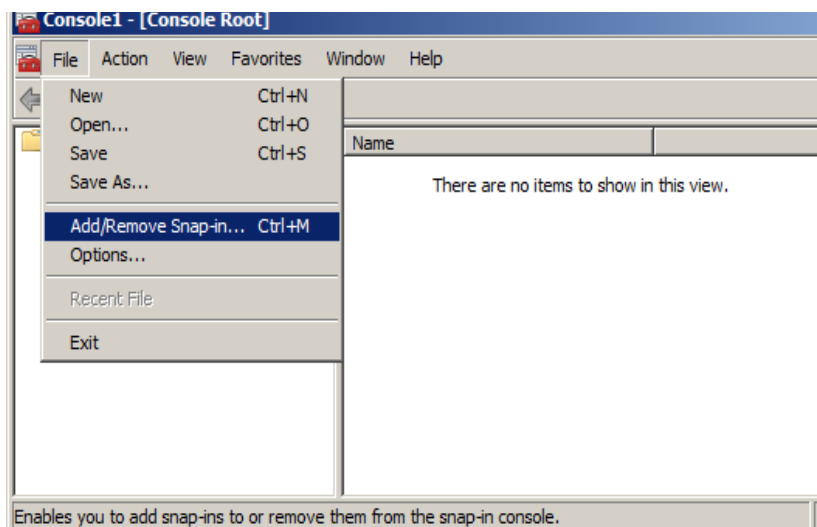 Console1 - [Console Root]
File Action View Favorites Window Help
New Ctrl+N
Open... Ctrl+O
Save Ctrl+S
Save As...
Add/Remove Snap-in... Ctrl+M
Options...
Recent File
Exit
Name
There are no items to show in this view.
Enables you to add snap-ins to or remove them from the snap-in console.